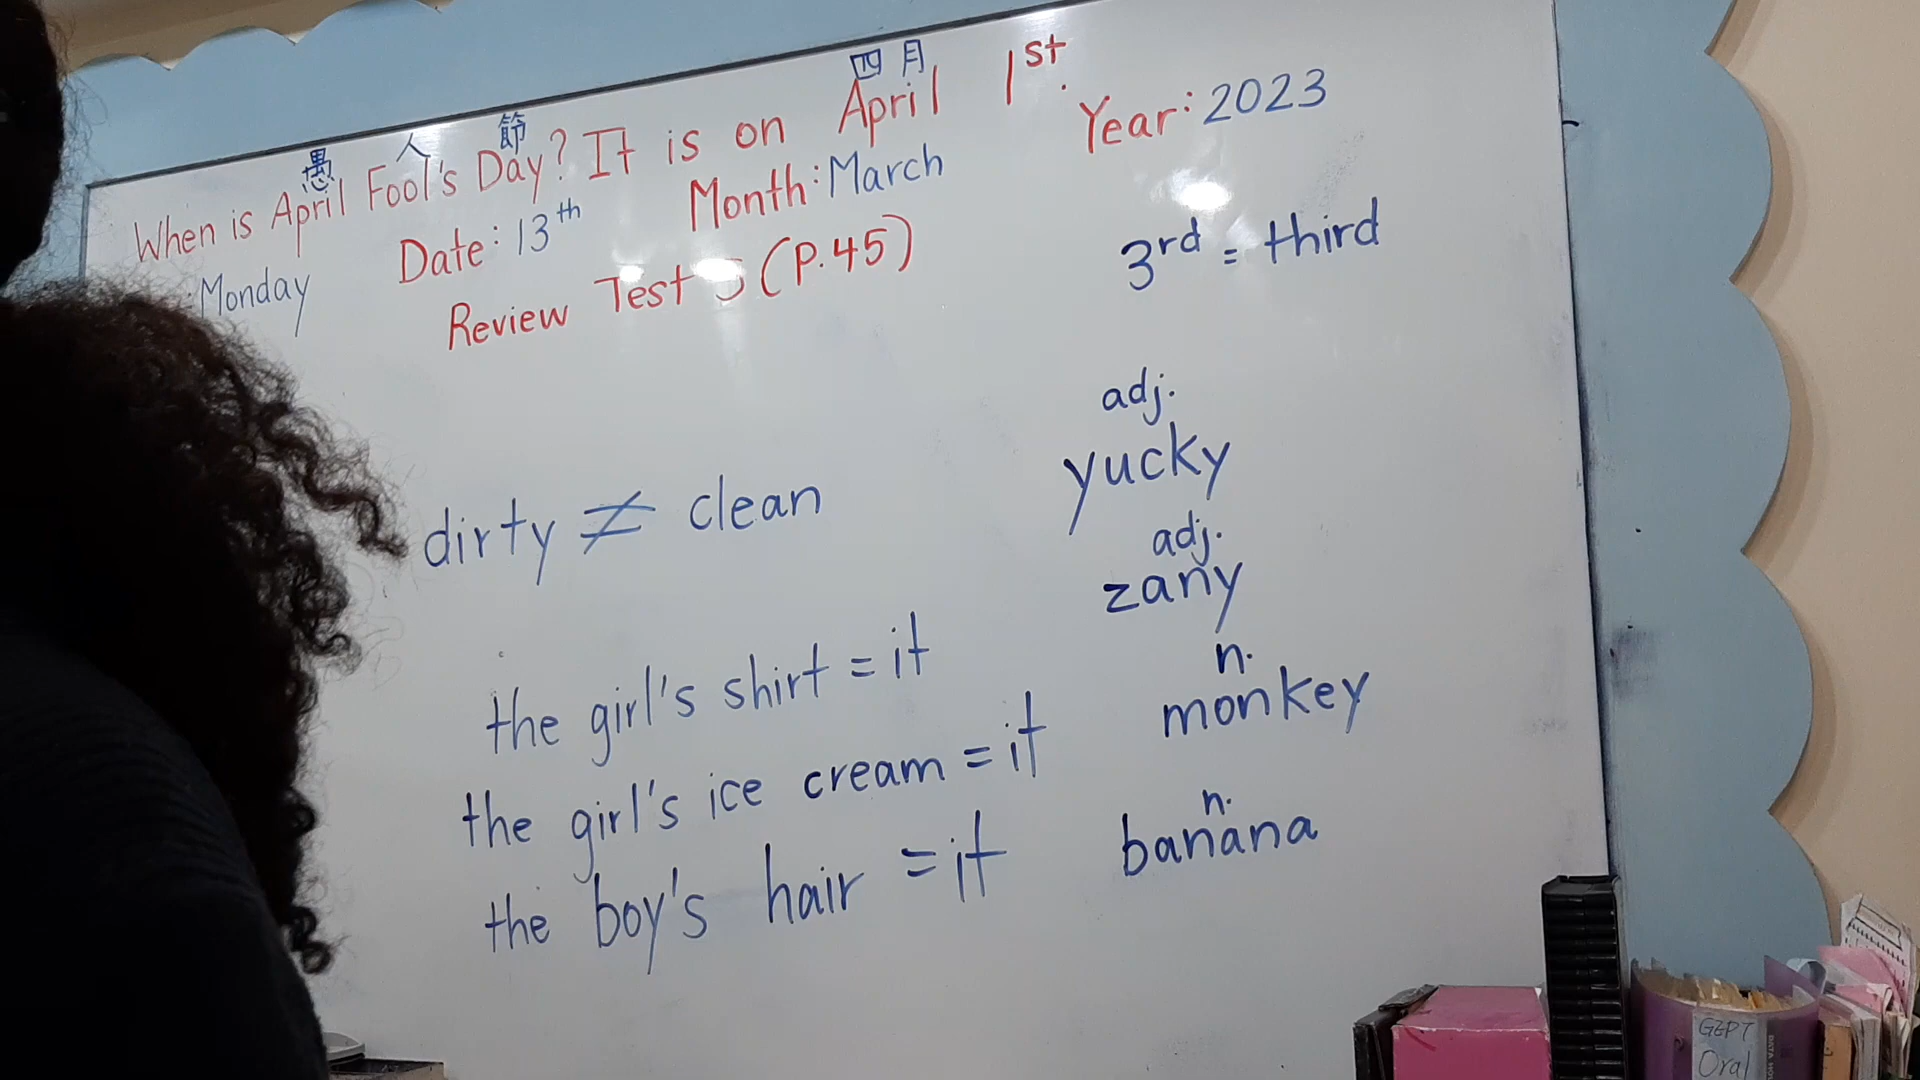 愚 人 節
四月
When is April Fool's Day? It is on April 1st.
Monday Date: 13th Month: March Year: 2023
Review Test 5 (P.45)
3rd = third
dirty ≠ clean
the girl's shirt = it
the girl's ice cream = it
the boy's hair = it
adj.
yucky
adj.
zany
n.
monkey
n.
banana
GEPT
Oral